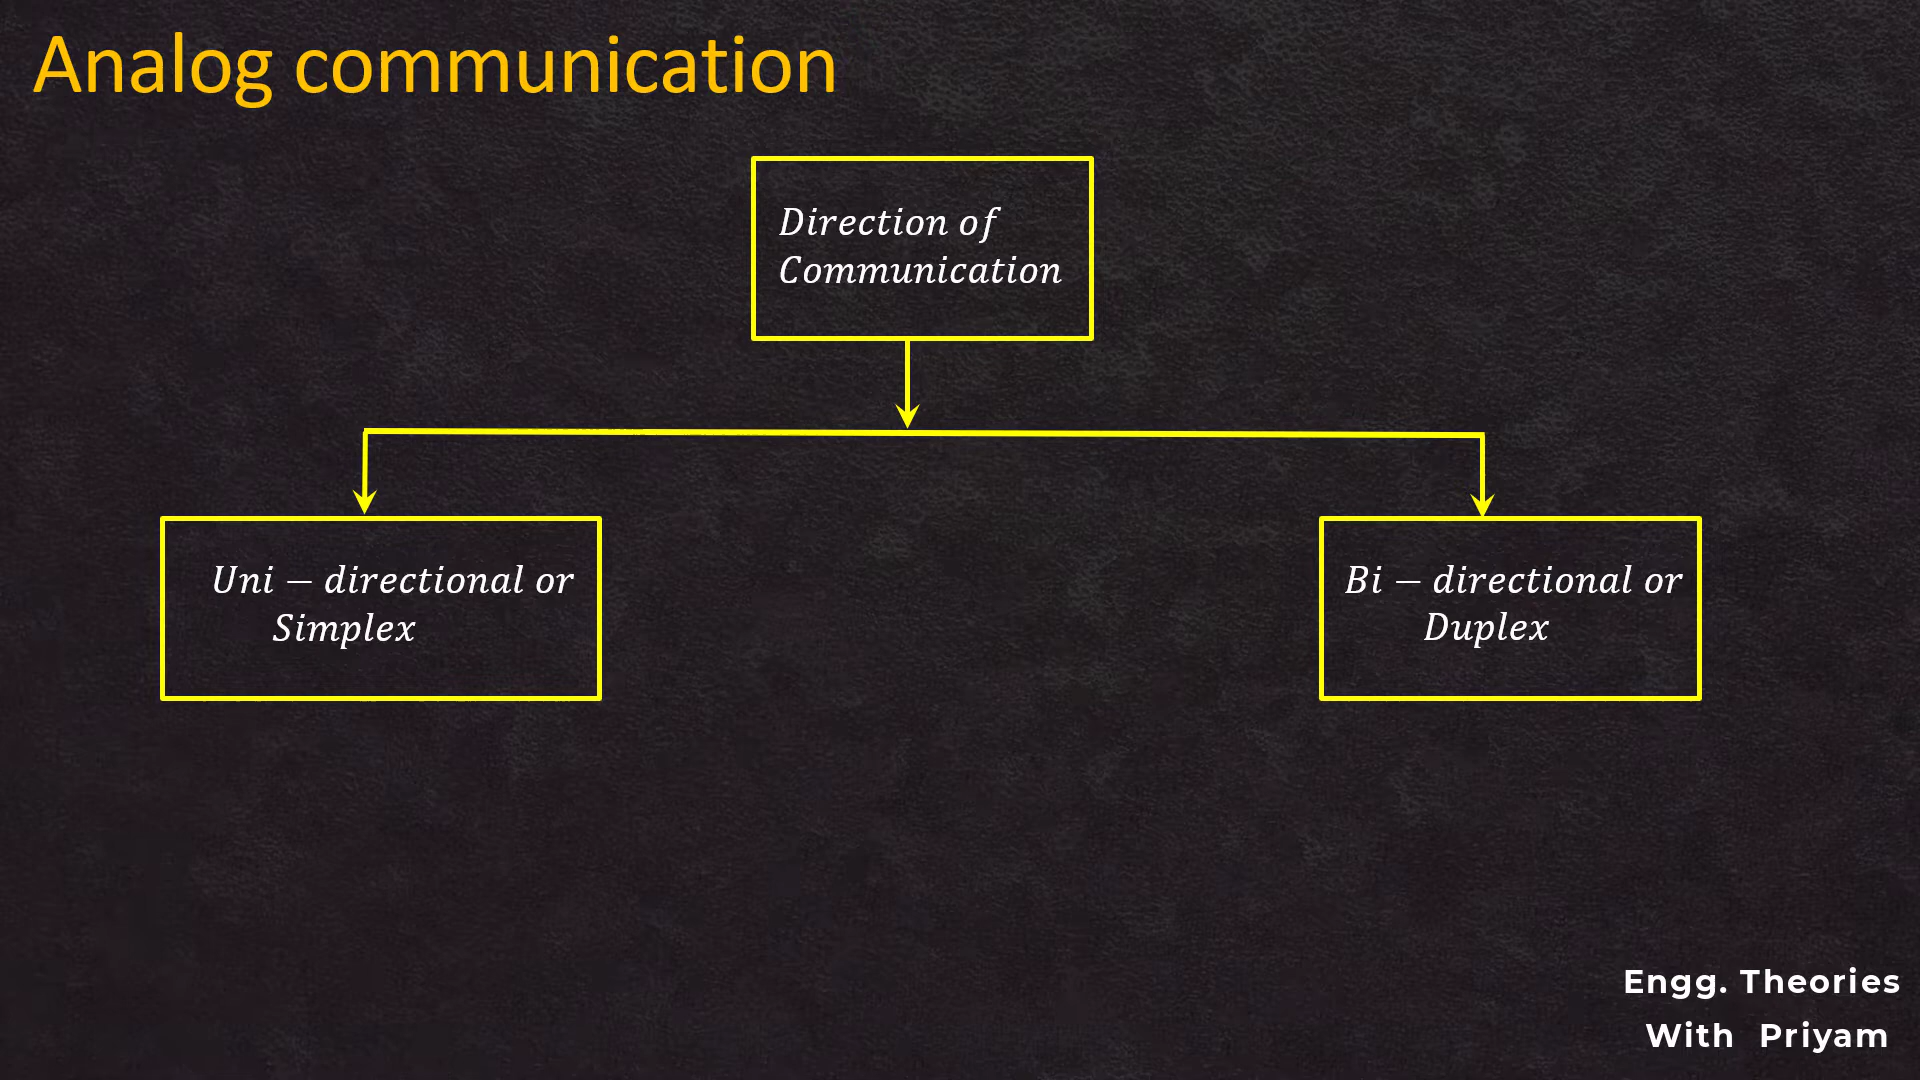 Analog communication
Direction of
Communication
Uni − directional or
Simplex
Bi − directional or
Duplex
Engg. Theories
With Priyam